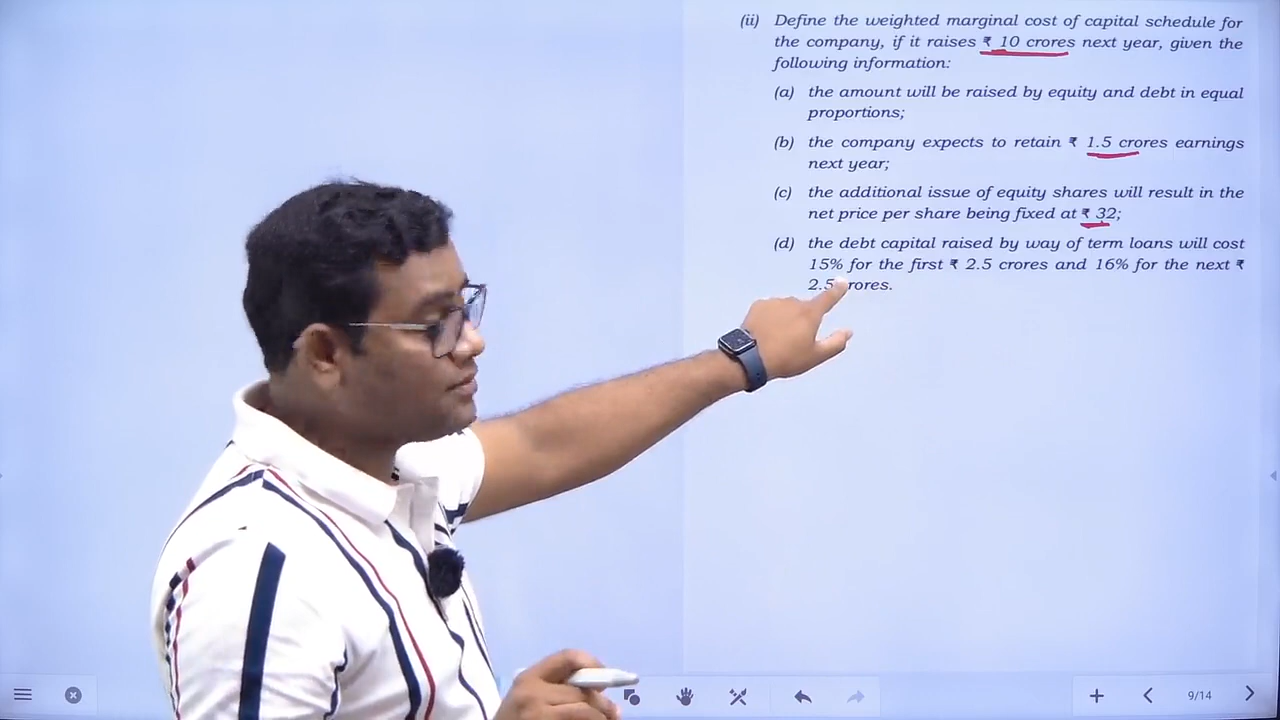 (ii) Define the weighted marginal cost of capital schedule for
the company, if it raises ₹ 10 crores next year, given the
following information:
(a) the amount will be raised by equity and debt in equal
proportions;
(b) the company expects to retain ₹ 1.5 crores earnings
next year;
(c) the additional issue of equity shares will result in the
net price per share being fixed at ₹ 32;
(d) the debt capital raised by way of term loans will cost
15% for the first ₹ 2.5 crores and 16% for the next ₹
2.5 rores.
9/14